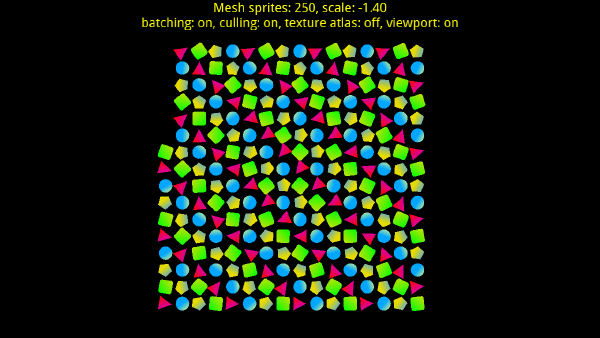 Mesh sprites: 250, scale: -1.40
batching: on, culling: on, texture atlas: off, viewport: on